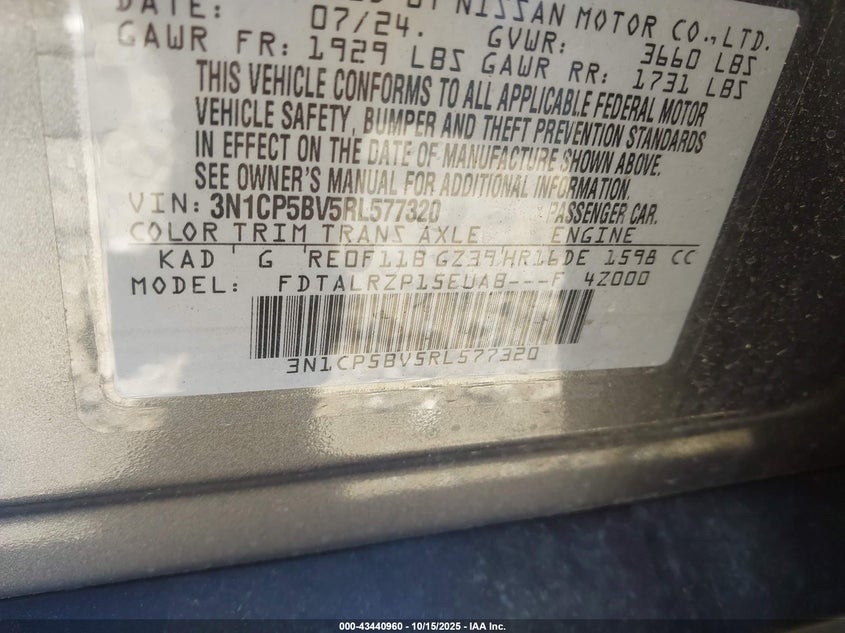 DATE: NISSAN MOTOR CO., LTD.
07/24. GVWR: 3660 LBS
GAWR FR: 1929 LBS GAWR RR: 1731 LBS
THIS VEHICLE CONFORMS TO ALL APPLICABLE FEDERAL MOTOR
VEHICLE SAFETY, BUMPER AND THEFT PREVENTION STANDARDS
IN EFFECT ON THE DATE OF MANUFACTURE SHOWN ABOVE.
SEE OWNER'S MANUAL FOR ADDITIONAL INFORMATION.
VIN: 3N1CP5BV5RL577320 PASSENGER CAR.
COLOR TRIM TRANS AXLE ENGINE
KAD G RE0F11B GZ39 HR16DE 1598 CC
MODEL: FDTALRZP15EUAB---F 4Z000
3N1CP5BV5RL577320
000-43440960 - 10/15/2025 - IAA Inc.